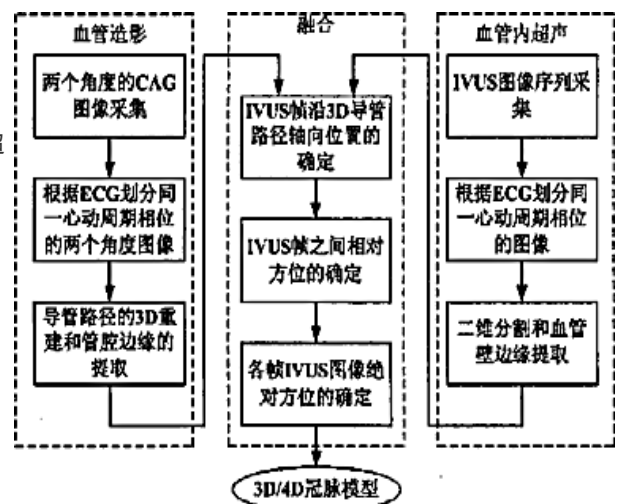 血管造影
两个角度的CAG
图像采集
根据ECG划分同
一心动周期相位
的两个角度图像
导管路径的3D重
建和管腔边缘的
提取
融合
IVUS帧沿3D导管
路径轴向位置的
确定
IVUS帧之间相对
方位的确定
各帧IVUS图像绝
对方位的确定
3D/4D冠脉模型
血管内超声
IVUS图像序列采
集
根据ECG划分同
一心动周期相位
的图像
二维分割和血管
壁边缘提取